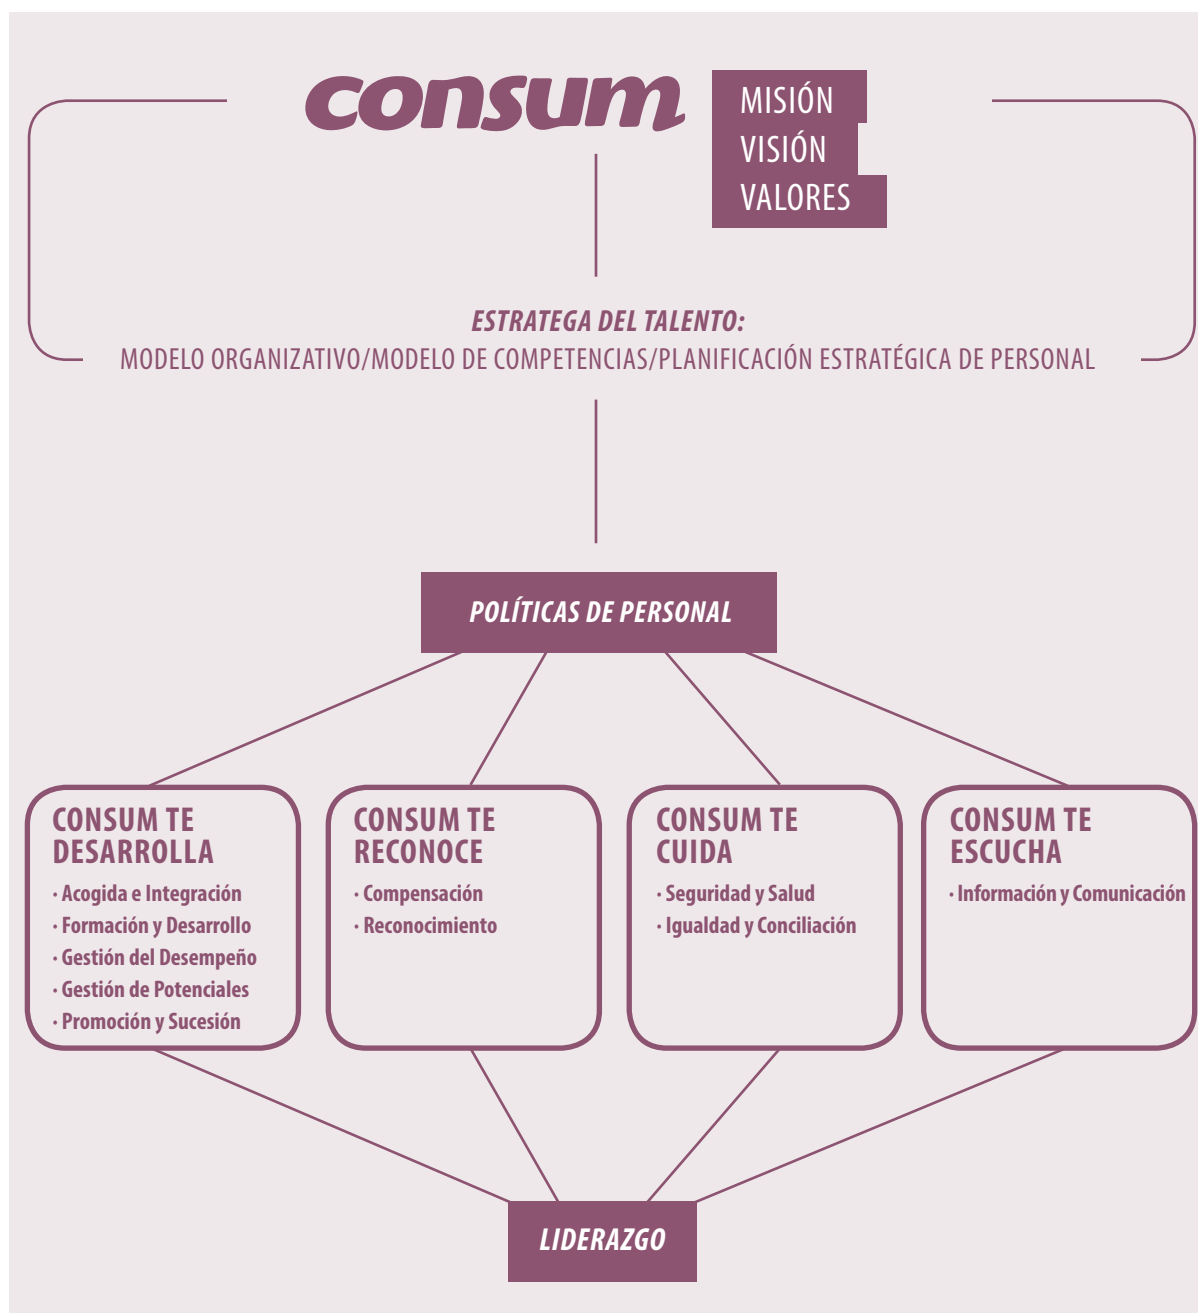 consum
MISIÓN
VISIÓN
VALORES
ESTRATEGA DEL TALENTO:
MODELO ORGANIZATIVO/MODELO DE COMPETENCIAS/PLANIFICACIÓN ESTRATÉGICA DE PERSONAL
POLÍTICAS DE PERSONAL
CONSUM TE
DESARROLLA
· Acogida e Integración
· Formación y Desarrollo
· Gestión del Desempeño
· Gestión de Potenciales
· Promoción y Sucesión
CONSUM TE
RECONOCE
· Compensación
· Reconocimiento
CONSUM TE
CUIDA
· Seguridad y Salud
· Igualdad y Conciliación
CONSUM TE
ESCUCHA
· Información y Comunicación
LIDERAZGO